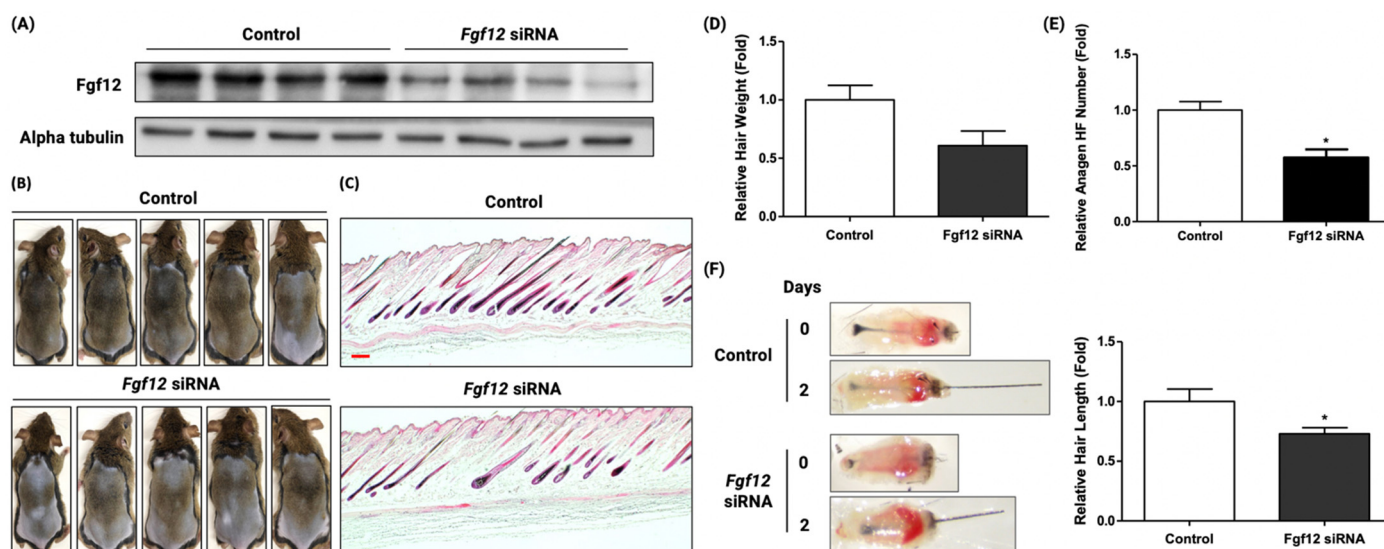 (A)
Control
Fgf12 siRNA
Fgf12
Alpha tubulin
(B)
Control
Fgf12 siRNA
(C)
Control
Fgf12 siRNA
(D)
Relative Hair Weight (Fold)
1.5
1.0
0.5
0.0
Control
Fgf12 siRNA
(E)
Relative Anagen HF Number (Fold)
1.5
1.0
0.5
0.0
*
Control
Fgf12 siRNA
(F)
Days
Control
0
2
Fgf12
siRNA
0
2
Relative Hair Length (Fold)
1.5
1.0
0.5
0.0
*
Control
Fgf12 siRNA